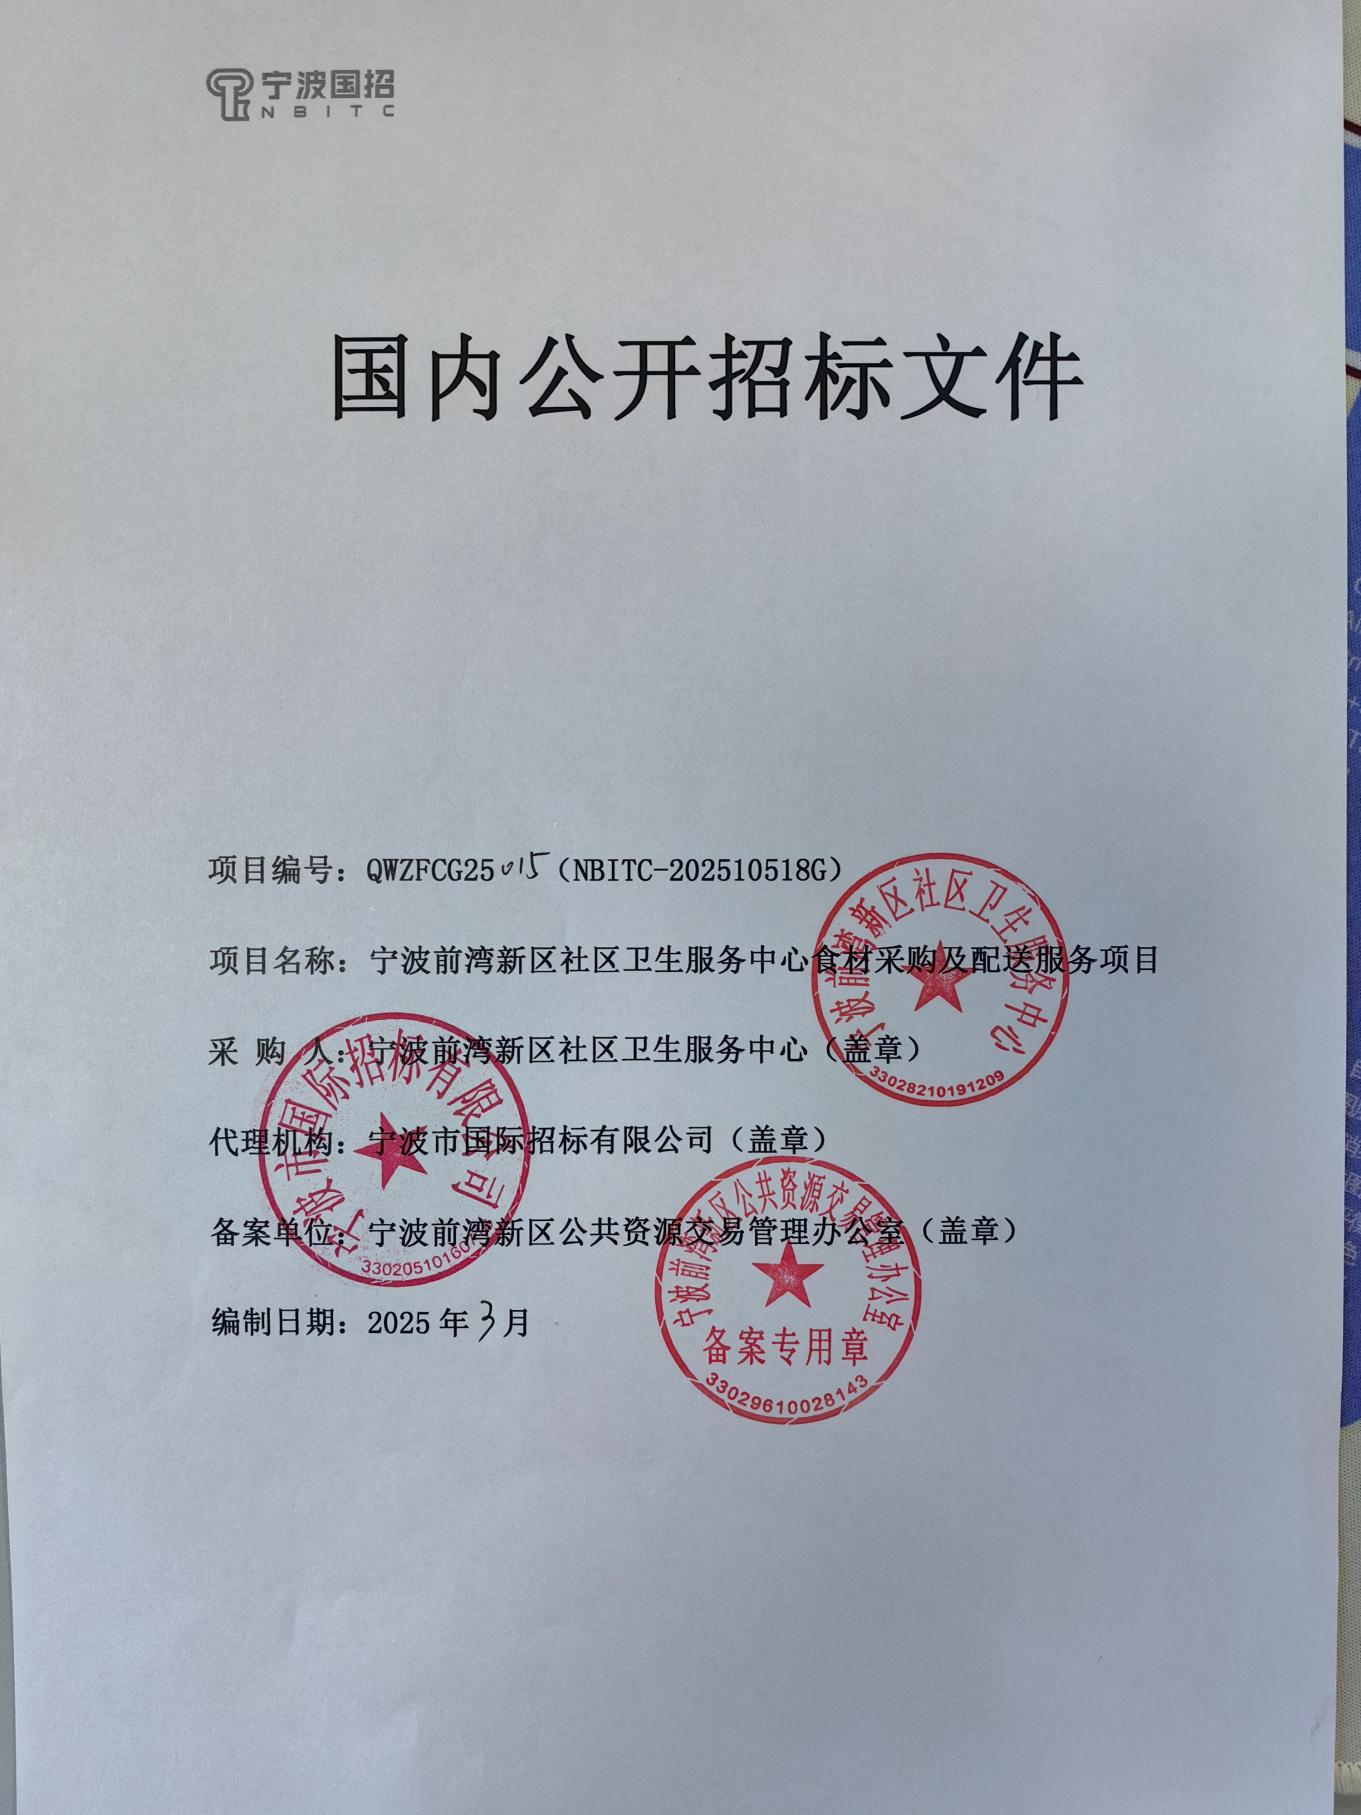 宁波国招
NBITC
国内公开招标文件
项目编号：QWZFCG25015（NBITC-202510518G）
项目名称：宁波前湾新区社区卫生服务中心食材采购及配送服务项目
采 购 人：宁波前湾新区社区卫生服务中心（盖章）
代理机构：宁波市国际招标有限公司（盖章）
备案单位：宁波前湾新区公共资源交易管理办公室（盖章）
编制日期：2025年3月
宁波前湾新区社区卫生服务中心
33028210191209
宁波市国际招标有限公司
宁波前湾新区公共资源交易管理办公室
备案专用章
33029610028143